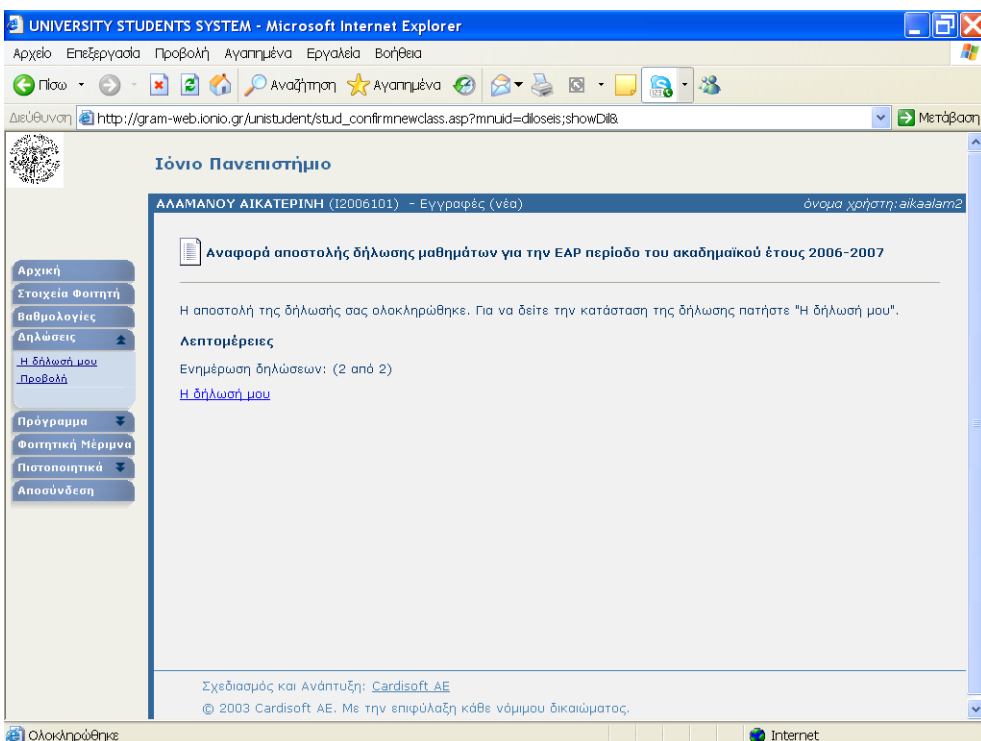 UNIVERSITY STUDENTS SYSTEM - Microsoft Internet Explorer
Αρχείο Επεξεργασία Προβολή Αγαπημένα Εργαλεία Βοήθεια
Πίσω Αναζήτηση Αγαπημένα
Διεύθυνση http://gram-web.ionio.gr/unistudent/stud_confirmnewclass.asp?mnuid=diloseis;showDil& Μετάβαση
Ιόνιο Πανεπιστήμιο
ΑΛΑΜΑΝΟΥ ΑΙΚΑΤΕΡΙΝΗ (Ι2006101) - Εγγραφές (νέα) όνομα χρήστη: aikaalam2
Αναφορά αποστολής δήλωσης μαθημάτων για την ΕΑΡ περίοδο του ακαδημαϊκού έτους 2006-2007
Αρχική
Στοιχεία Φοιτητή
Βαθμολογίες
Δηλώσεις
Η δήλωσή μου
Προβολή
Πρόγραμμα
Φοιτητική Μέριμνα
Πιστοποιητικά
Αποσύνδεση
Η αποστολή της δήλωσής σας ολοκληρώθηκε. Για να δείτε την κατάσταση της δήλωσης πατήστε "Η δήλωσή μου".
Λεπτομέρειες
Ενημέρωση δηλώσεων: (2 από 2)
Η δήλωσή μου
Σχεδιασμός και Ανάπτυξη: Cardisoft AE
© 2003 Cardisoft AE. Με την επιφύλαξη κάθε νόμιμου δικαιώματος.
Ολοκληρώθηκε Internet